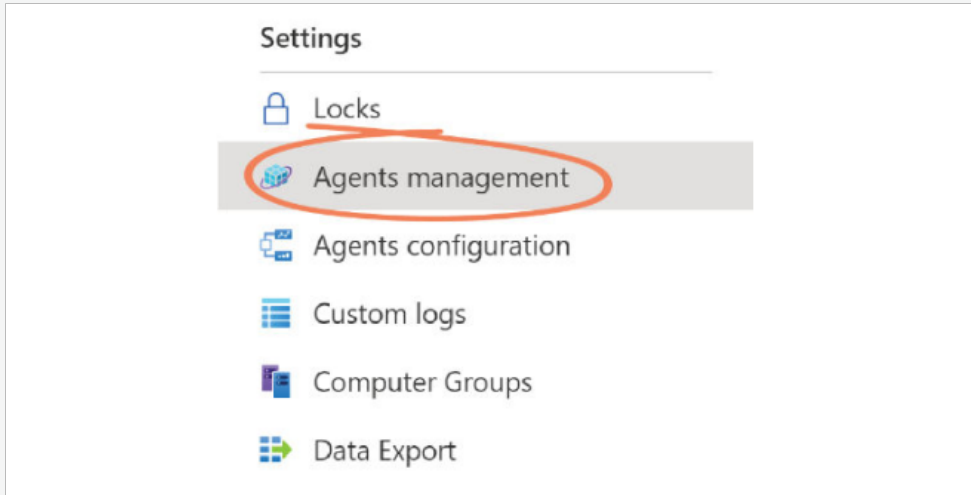 Settings
Locks
Agents management
Agents configuration
Custom logs
Computer Groups
Data Export